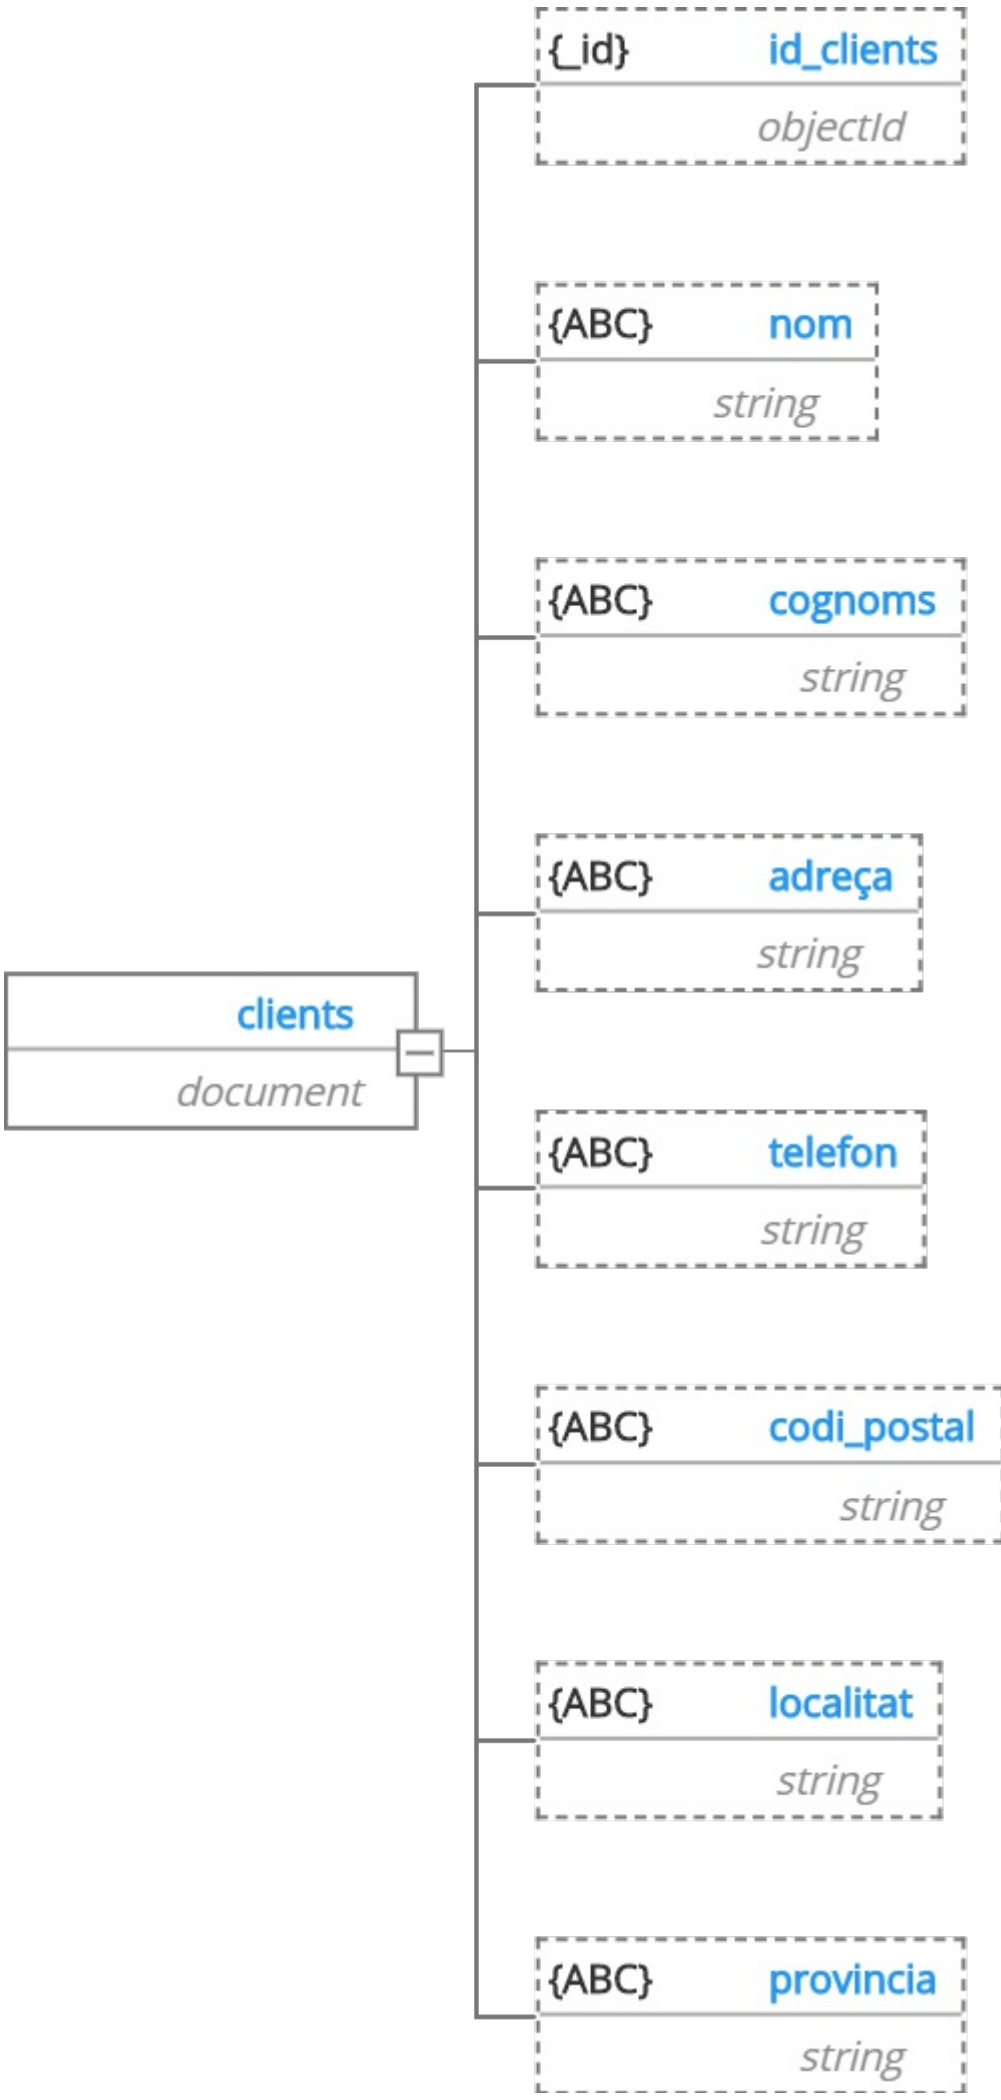 {_id} id_clients
objectId
{ABC} nom
string
{ABC} cognoms
string
{ABC} adreça
string
clients
document
{ABC} telefon
string
{ABC} codi_postal
string
{ABC} localitat
string
{ABC} provincia
string